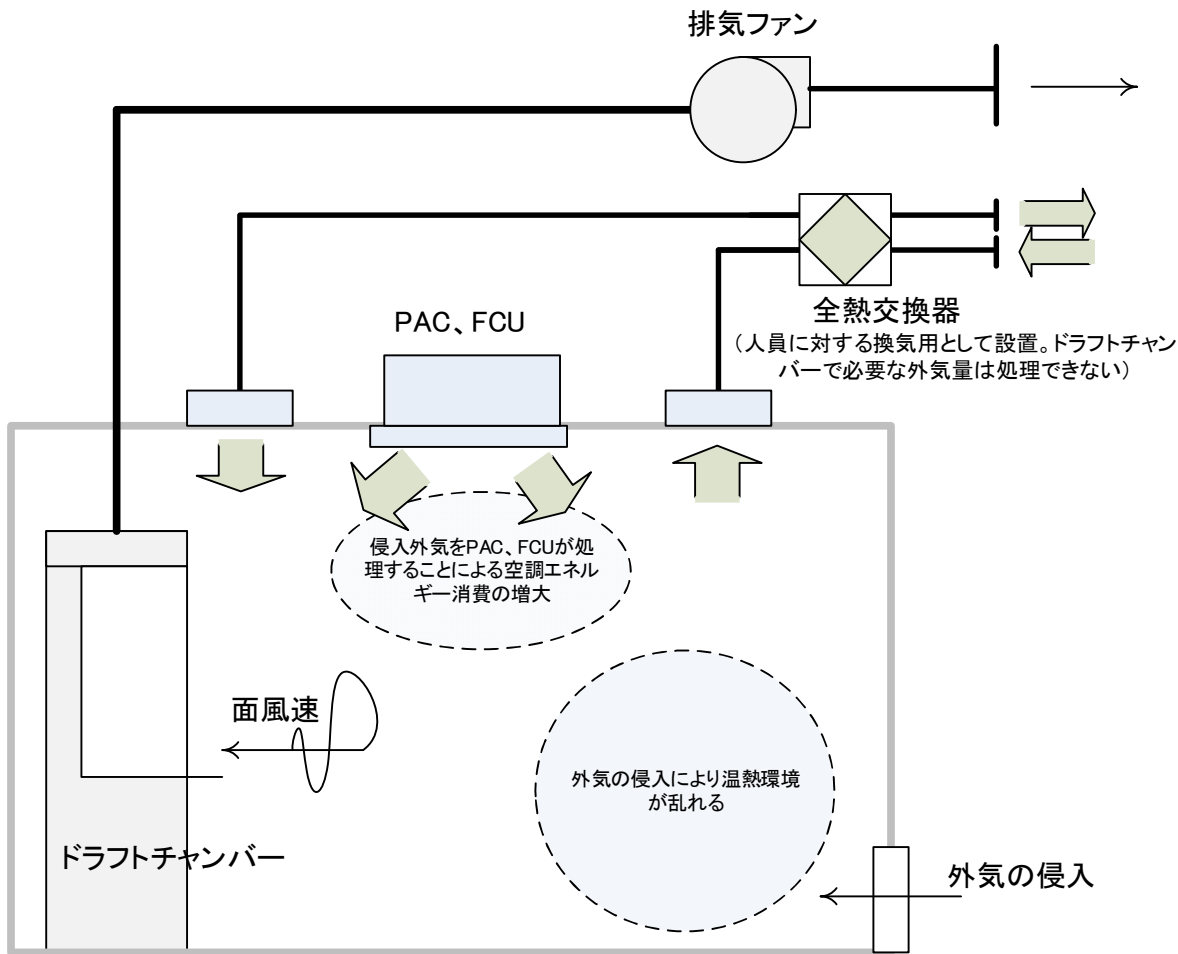 排気ファン
全熱交換器
（人員に対する換気用として設置。ドラフトチャン
バーで必要な外気量は処理できない）
PAC、FCU
侵入外気をPAC、FCUが処
理することによる空調エネル
ギー消費の増大
面風速
外気の侵入により温熱環境
が乱れる
ドラフトチャンバー
外気の侵入